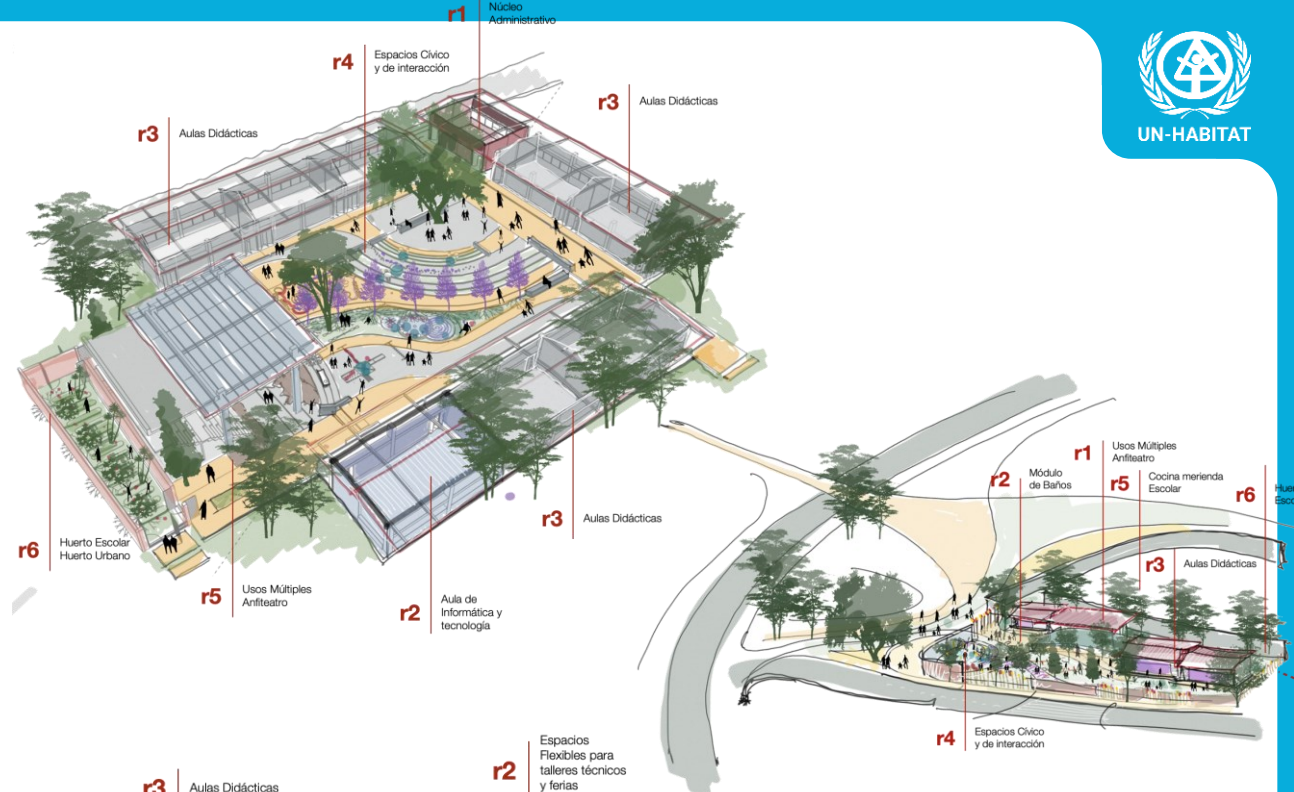 r1
Núcleo
Administrativo
r4
Espacios Cívico
y de interacción
r3
Aulas Didácticas
r3
Aulas Didácticas
UN-HABITAT
r6
Huerto Escolar
Huerto Urbano
r5
Usos Múltiples
Anfiteatro
r2
Aula de
Informática y
tecnología
r3
Aulas Didácticas
r1
Usos Múltiples
Anfiteatro
r2
Módulo
de Baños
r5
Cocina merienda
Escolar
r6
r3
Aulas Didácticas
r4
Espacios Cívico
y de interacción
r3
Aulas Didácticas
r2
Espacios
Flexibles para
talleres técnicos
y ferias